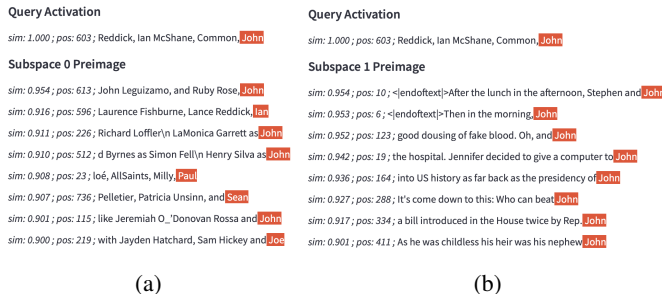 Query Activation
sim: 1.000 ; pos: 603 ; Reddick, Ian McShane, Common, John
Subspace 0 Preimage
sim: 0.954 ; pos: 613 ; John Leguizamo, and Ruby Rose, John
sim: 0.916 ; pos: 596 ; Laurence Fishburne, Lance Reddick, Ian
sim: 0.911 ; pos: 226 ; Richard Loffler\n LaMonica Garrett as John
sim: 0.910 ; pos: 512 ; d Byrnes as Simon Fell\n Henry Silva as John
sim: 0.908 ; pos: 23 ; loé, AllSaints, Milly, Paul
sim: 0.907 ; pos: 736 ; Pelletier, Patricia Unsinn, and Sean
sim: 0.901 ; pos: 115 ; like Jeremiah O_'Donovan Rossa and John
sim: 0.900 ; pos: 219 ; with Jayden Hatchard, Sam Hickey and Joe
(a)
Query Activation
sim: 1.000 ; pos: 603 ; Reddick, Ian McShane, Common, John
Subspace 1 Preimage
sim: 0.954 ; pos: 10 ; <|endoftext|>After the lunch in the afternoon, Stephen and John
sim: 0.953 ; pos: 6 ; <|endoftext|>Then in the morning, John
sim: 0.952 ; pos: 123 ; good dousing of fake blood. Oh, and John
sim: 0.942 ; pos: 19 ; the hospital. Jennifer decided to give a computer to John
sim: 0.936 ; pos: 164 ; into US history as far back as the presidency of John
sim: 0.927 ; pos: 288 ; It's come down to this: Who can beat John
sim: 0.917 ; pos: 334 ; a bill introduced in the House twice by Rep. John
sim: 0.901 ; pos: 411 ; As he was childless his heir was his nephew John
(b)